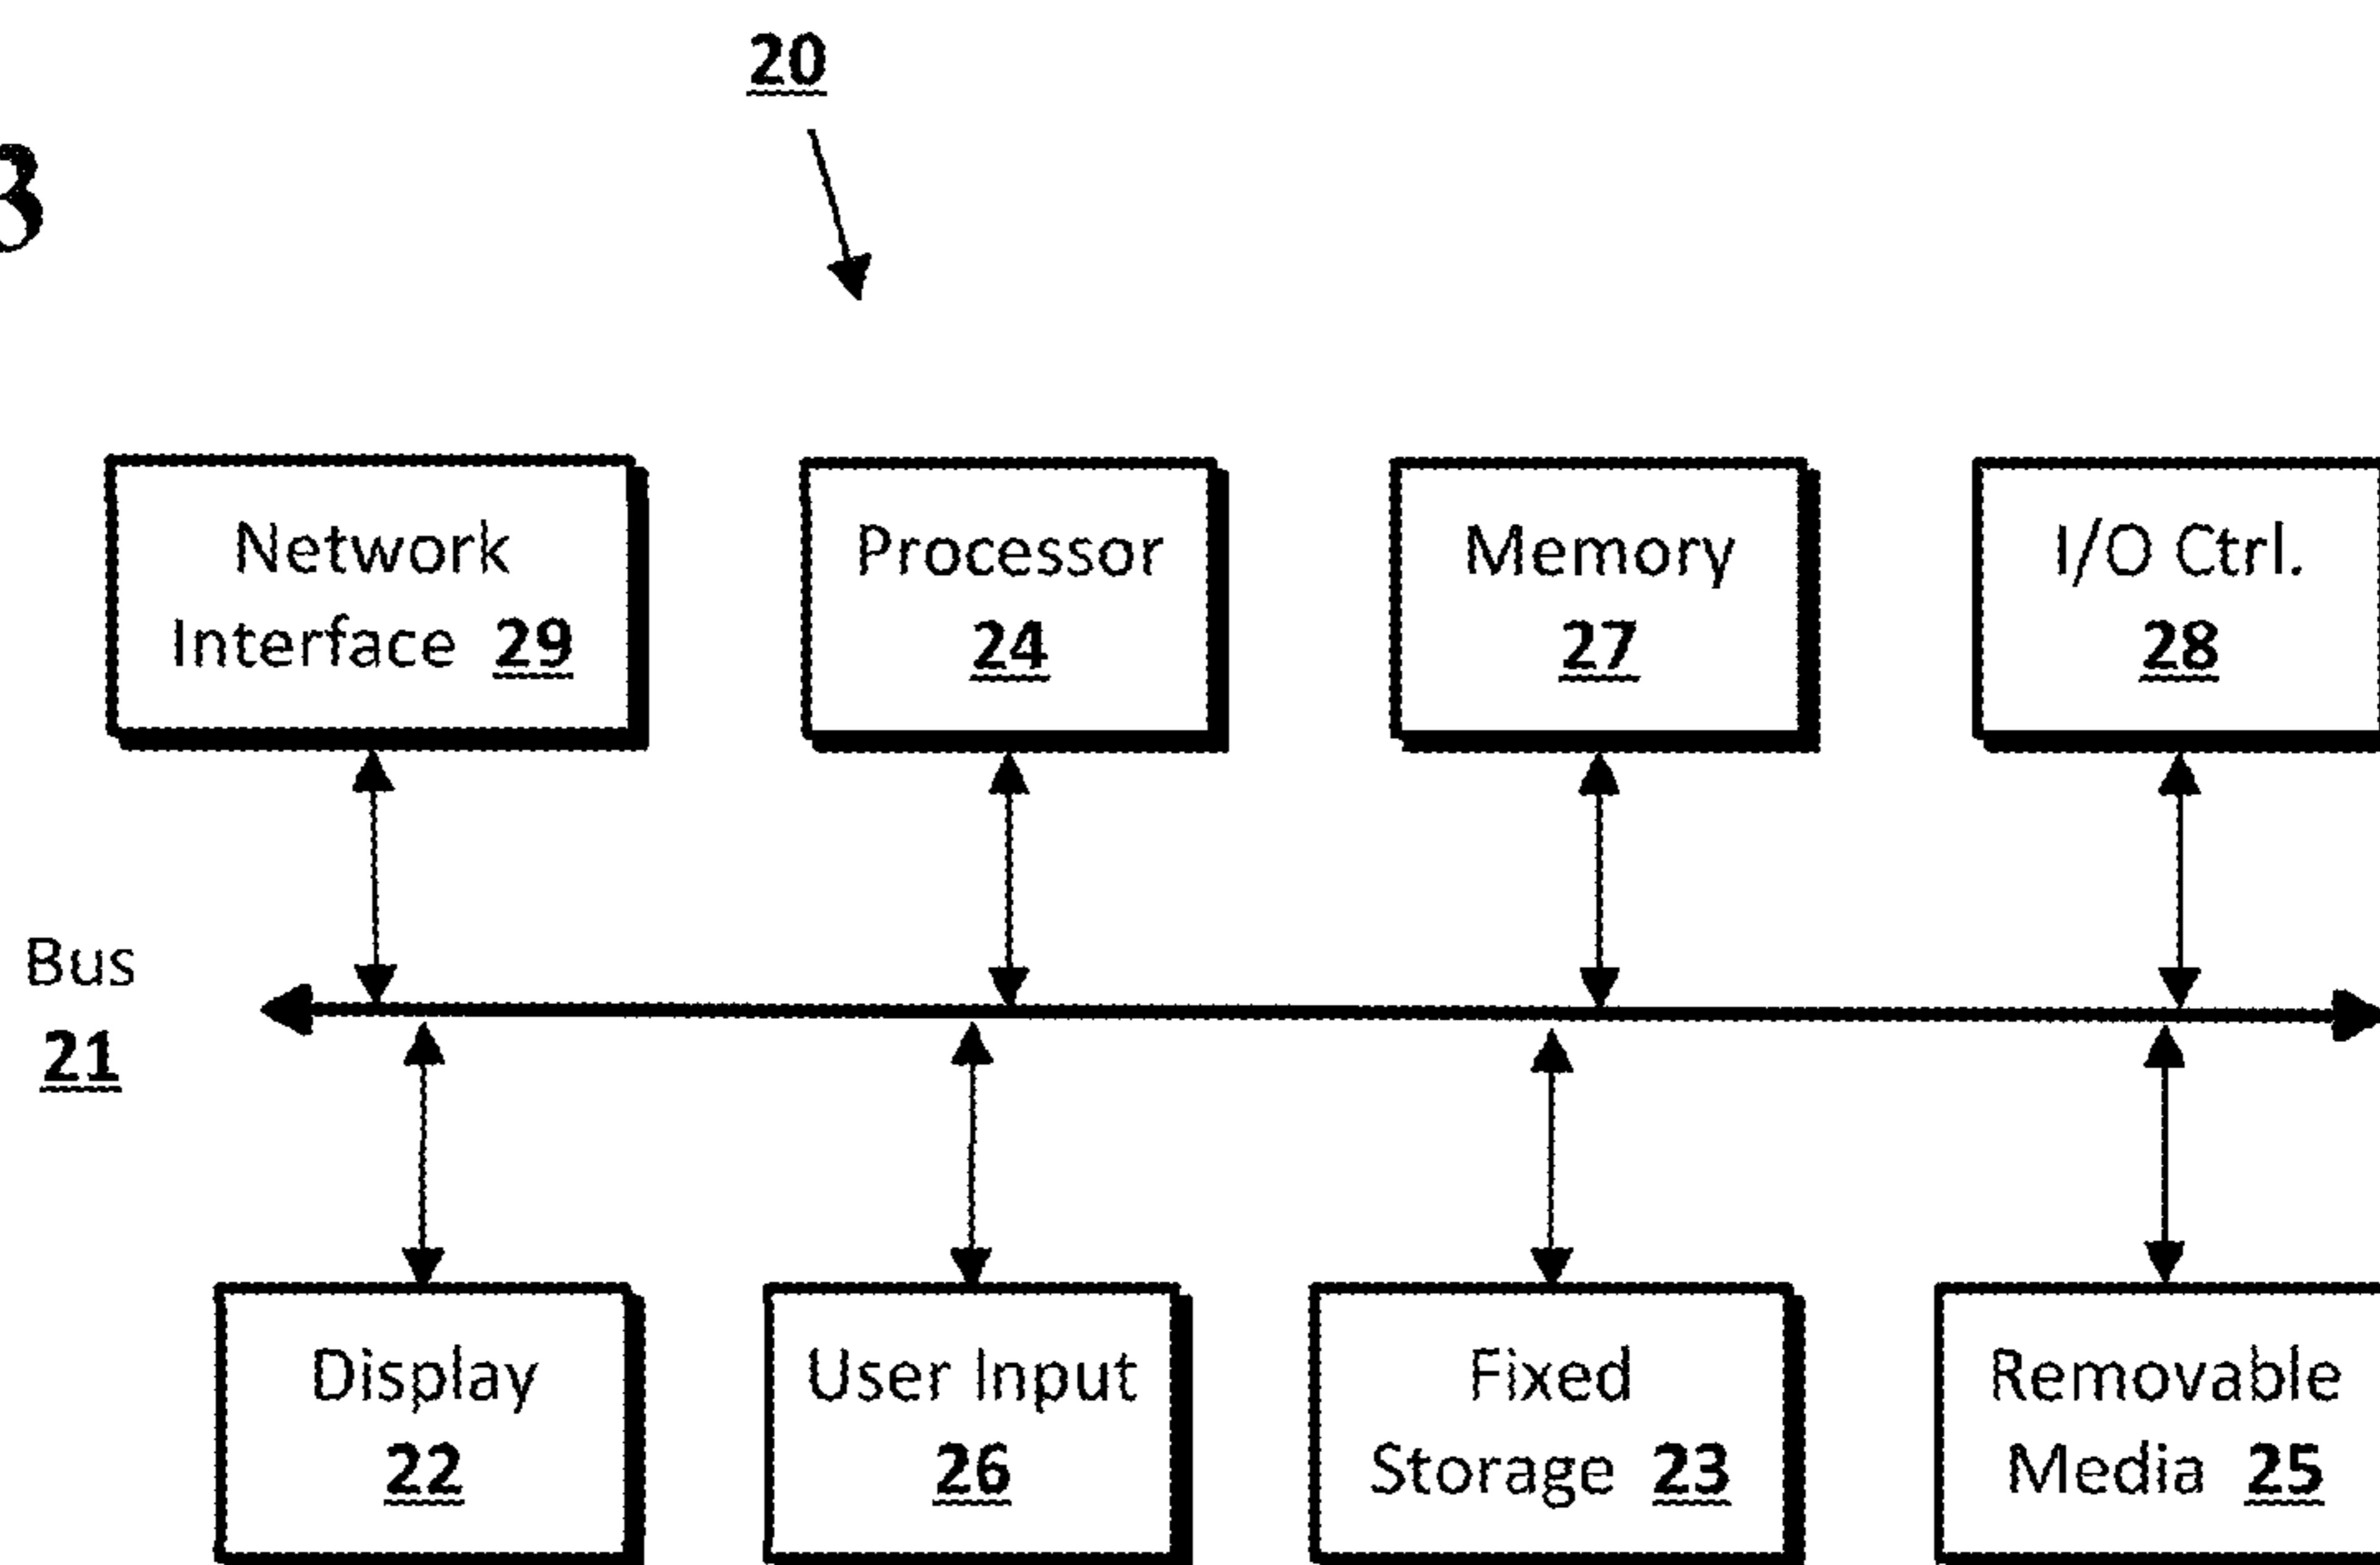 20
3
Network
Interface 29
Processor
24
Memory
27
I/O Ctrl.
28
Bus
21
Display
22
User Input
26
Fixed
Storage 23
Removable
Media 25